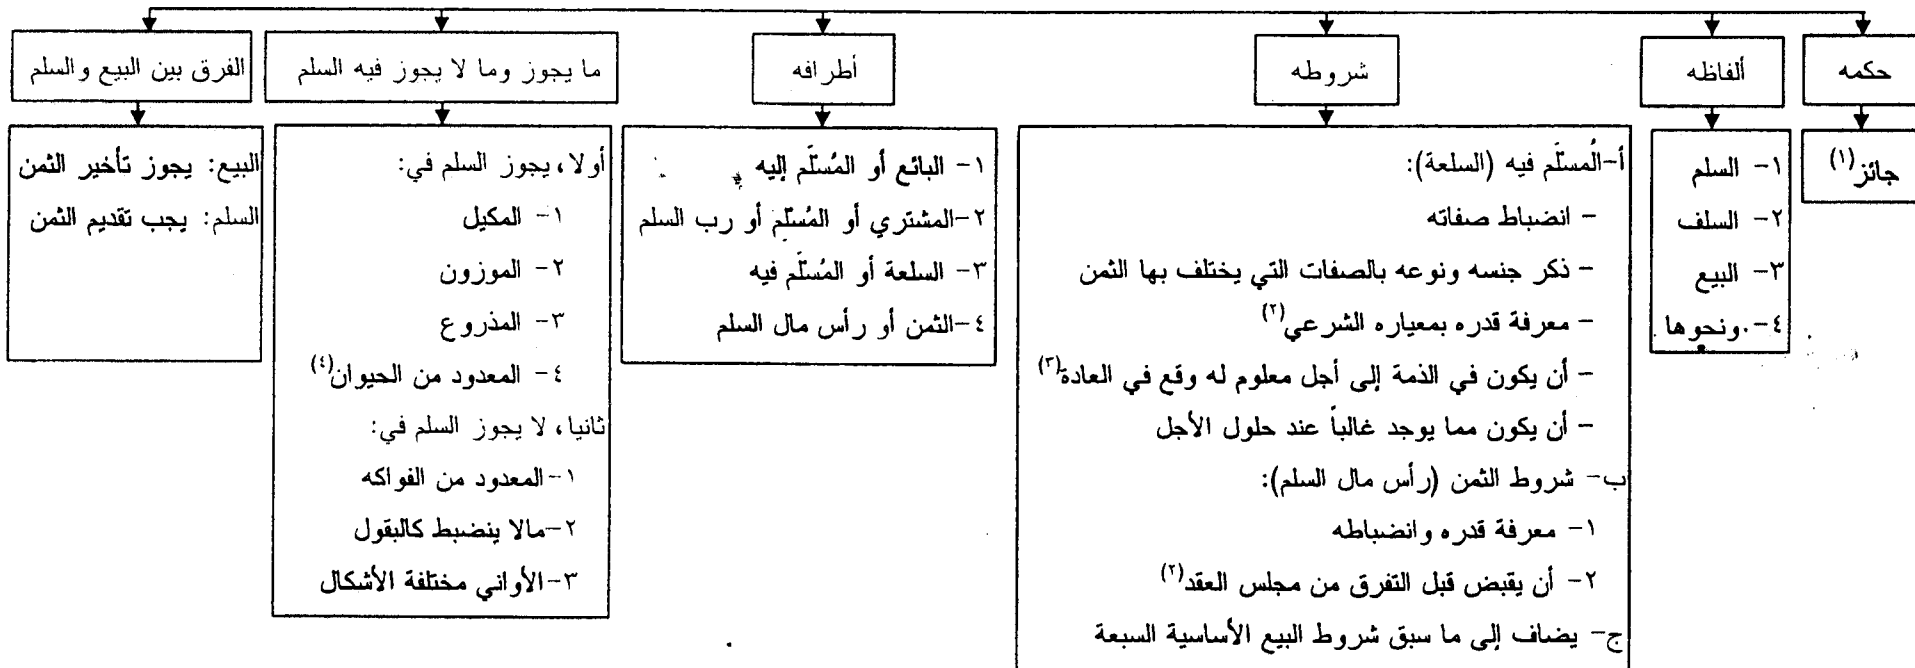 حكمه
جائز(١)
ألفاظه
١- السلم
٢- السلف
٣- البيع
٤- ونحوها
شروطه
أ-المُسلَّم فيه (السلعة):
- انضباط صفاته
- ذكر جنسه ونوعه بالصفات التي يختلف بها الثمن
- معرفة قدره بمعياره الشرعي(٢)
- أن يكون في الذمة إلى أجل معلوم له وقع في العادة(٣)
- أن يكون مما يوجد غالباً عند حلول الأجل
ب- شروط الثمن (رأس مال السلم):
١- معرفة قدره وانضباطه
٢- أن يقبض قبل التفرق من مجلس العقد(٢)
ج- يضاف إلى ما سبق شروط البيع الأساسية السبعة
أطرافه
١- البائع أو المُسلَّم إليه
٢-المشتري أو المُسلِّم أو رب السلم
٣- السلعة أو المُسلَّم فيه
٤-الثمن أو رأس مال السلم
ما يجوز وما لا يجوز فيه السلم
أولا، يجوز السلم في:
١- المكيل
٢- الموزون
٣- المذروع
٤- المعدود من الحيوان(٤)
ثانيا، لا يجوز السلم في:
١-المعدود من الفواكه
٢-مالا ينضبط كالبقول
٣-الأواني مختلفة الأشكال
الفرق بين البيع والسلم
البيع: يجوز تأخير الثمن
السلم: يجب تقديم الثمن